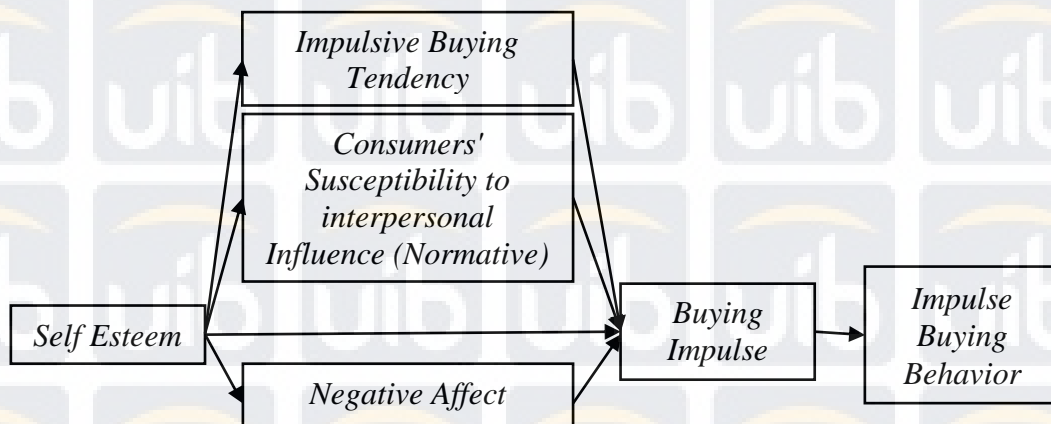 Impulsive Buying
Tendency
Consumers'
Susceptibility to
interpersonal
Influence (Normative)
Self Esteem
Negative Affect
Buying
Impulse
Impulse
Buying
Behavior
uib